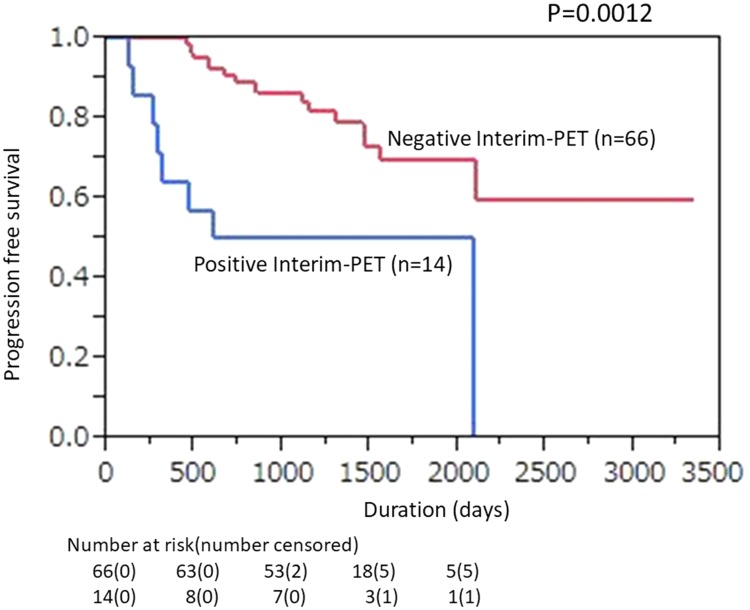 P=0.0012
1.0
0.8
0.6
0.4
0.2
0.0
Progression free survival
Negative Interim-PET (n=66)
Positive Interim-PET (n=14)
0 500 1000 1500 2000 2500 3000 3500
Duration (days)
Number at risk(number censored)
66(0) 63(0) 53(2) 18(5) 5(5)
14(0) 8(0) 7(0) 3(1) 1(1)